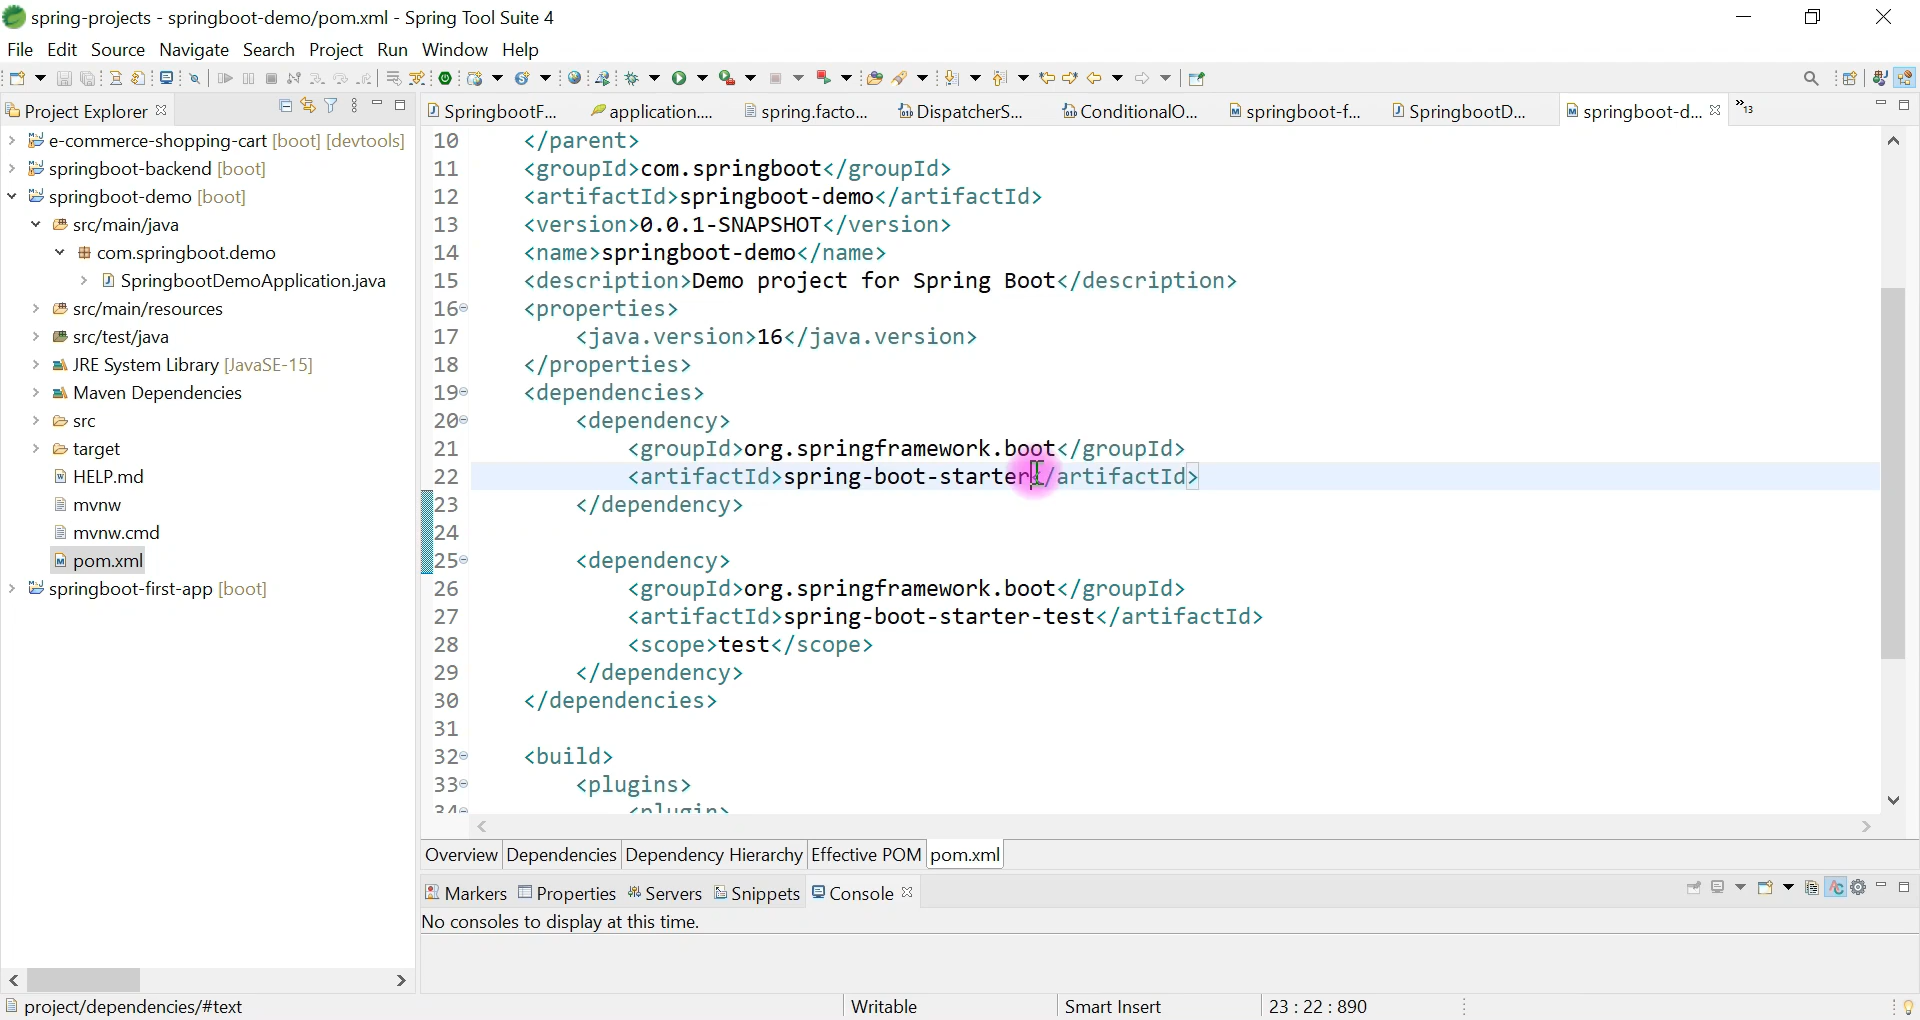 spring-projects - springboot-demo/pom.xml - Spring Tool Suite 4
File Edit Source Navigate Search Project Run Window Help
Project Explorer
e-commerce-shopping-cart [boot] [devtools]
springboot-backend [boot]
springboot-demo [boot]
src/main/java
com.springboot.demo
SpringbootDemoApplication.java
src/main/resources
src/test/java
JRE System Library [JavaSE-15]
Maven Dependencies
src
target
HELP.md
mvnw
mvnw.cmd
pom.xml
springboot-first-app [boot]
SpringbootF... application.... spring.facto... DispatcherS... ConditionalO... springboot-f... SpringbootD... springboot-d... »13
10 </parent>
11 <groupId>com.springboot</groupId>
12 <artifactId>springboot-demo</artifactId>
13 <version>0.0.1-SNAPSHOT</version>
14 <name>springboot-demo</name>
15 <description>Demo project for Spring Boot</description>
16 <properties>
17 <java.version>16</java.version>
18 </properties>
19 <dependencies>
20 <dependency>
21 <groupId>org.springframework.boot</groupId>
22 <artifactId>spring-boot-starter</artifactId>
23 </dependency>
24
25 <dependency>
26 <groupId>org.springframework.boot</groupId>
27 <artifactId>spring-boot-starter-test</artifactId>
28 <scope>test</scope>
29 </dependency>
30 </dependencies>
31
32 <build>
33 <plugins>
34 <plugin>
Overview Dependencies Dependency Hierarchy Effective POM pom.xml
Markers Properties Servers Snippets Console
No consoles to display at this time.
project/dependencies/#text Writable Smart Insert 23 : 22 : 890